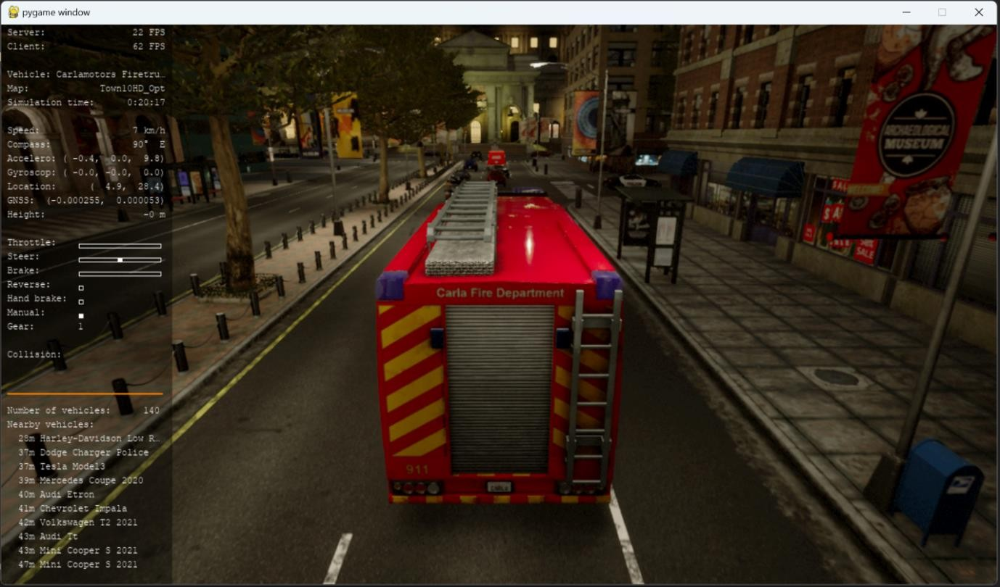 pygame window
Server: 22 FPS
Client: 62 FPS
Vehicle: Carlamotors Firetru…
Map: Town10HD_Opt
Simulation time: 0:20:17
Speed: 7 km/h
Compass: 90° E
Accelero: ( -0.4, 0.0, 9.8)
Gyroscop: ( -0.0, -0.0, 0.0)
Location: ( 4.9, 28.4)
GNSS: (-0.000255, 0.000053)
Height: -0 m
Throttle:
Steer:
Brake:
Reverse:
Hand brake:
Manual:
Gear: 1
Collision:
Number of vehicles: 140
Nearby vehicles:
28m Harley-Davidson Low R…
37m Dodge Charger Police
37m Tesla Model3
39m Mercedes Coupe 2020
40m Audi Etron
41m Chevrolet Impala
42m Volkswagen T2 2021
43m Audi Tt
43m Mini Cooper S 2021
47m Mini Cooper S 2021
Carla Fire Department
911
CARLA
ARCHAEOLOGICAL
MUSEUM
WELCOME
SALE